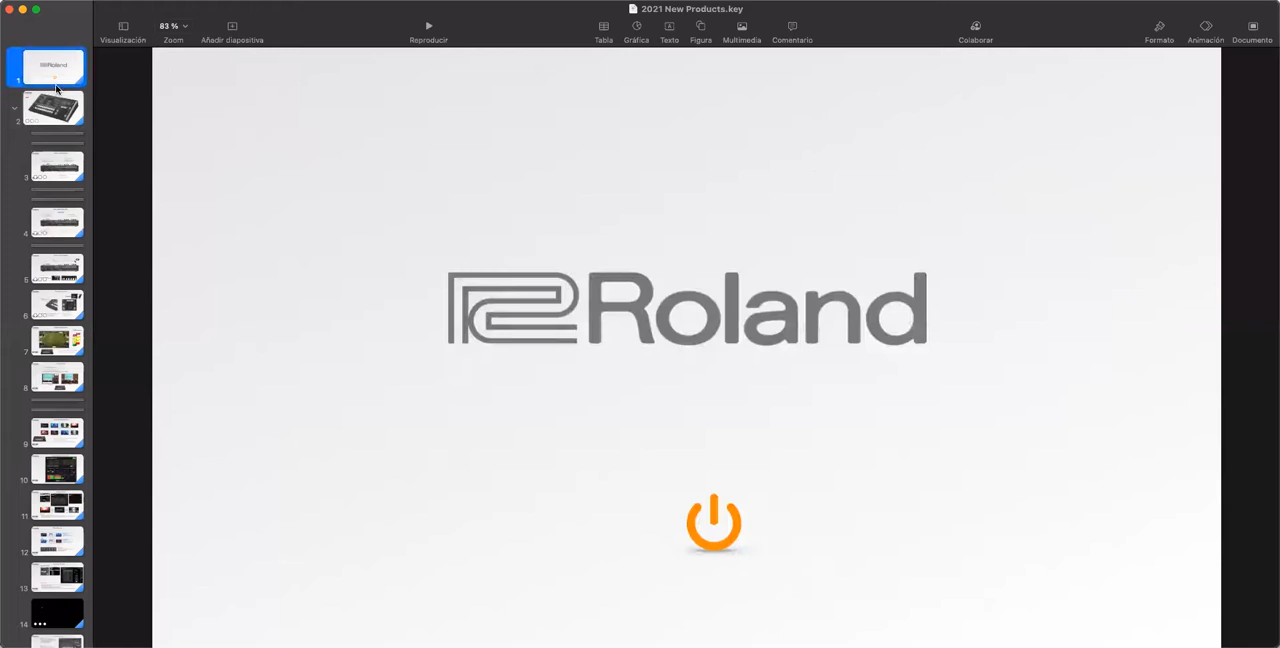 2021 New Products.key
83 %
Visualización
Zoom
Añadir diapositiva
Reproducir
Tabla
Gráfica
Texto
Figura
Multimedia
Comentario
Colaborar
Formato
Animación
Documento
Roland
1
Roland
2
3
4
5
6
7
8
9
10
11
12
13
14